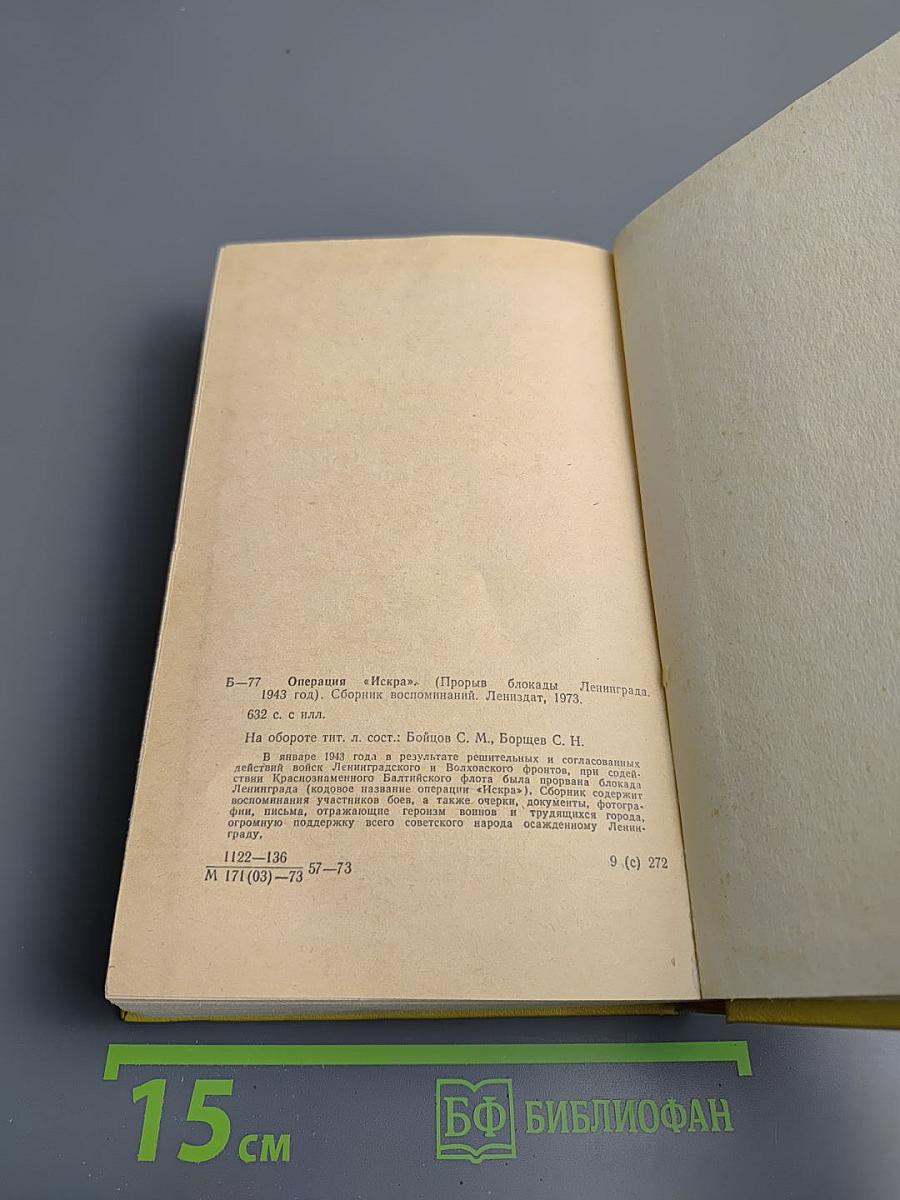 Б—77 Операция «Искра». (Прорыв блокады Ленинграда.
1943 год). Сборник воспоминаний. Лениздат, 1973.
632 с. с илл.
На обороте тит. л. сост.: Бойцов С. М., Борщев С. Н.
В январе 1943 года в результате решительных и согласованных
действий войск Ленинградского и Волховского фронтов, при содей-
ствии Краснознаменного Балтийского флота была прорвана блокада
Ленинграда (кодовое название операции «Искра»). Сборник содержит
воспоминания участников боев, а также очерки, документы, фотогра-
фии, письма, отражающие героизм воинов и трудящихся города,
огромную поддержку всего советского народа осажденному Ленин-
граду.
1122—136
М 171(03)—73 57—73
9 (с) 272
15 см
БФ БИБЛИОФАН